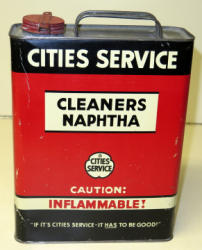 CITIES SERVICE
CLEANERS
NAPHTHA
CITIES
SERVICE
CAUTION:
INFLAMMABLE!
"IF IT'S CITIES SERVICE-IT HAS TO BE GOOD!"